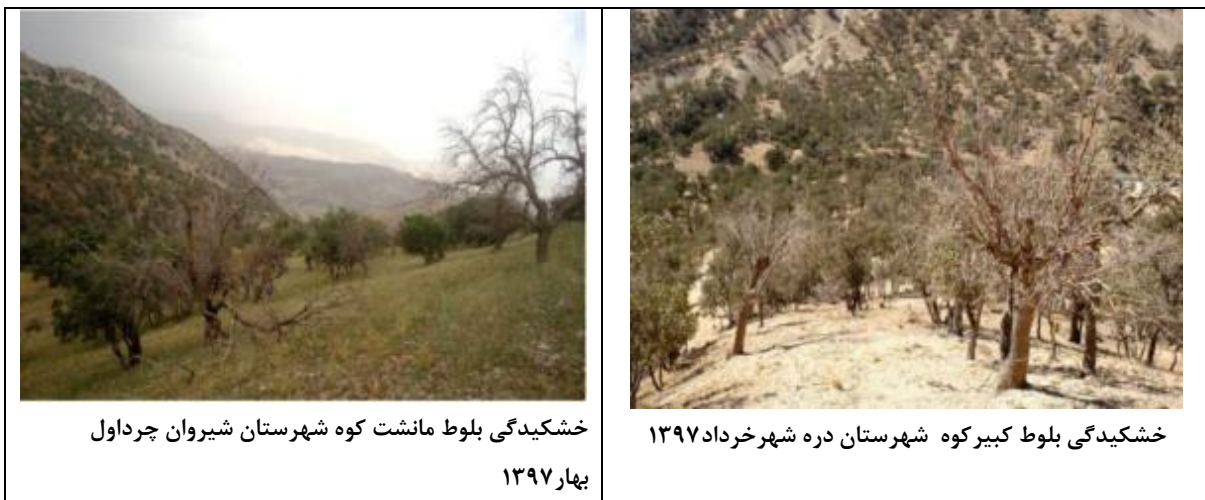 خشکیدگی بلوط کبیرکوه شهرستان دره شهرخرداد۱۳۹۷
خشکیدگی بلوط مانشت کوه شهرستان شیروان چرداول
بهار۱۳۹۷